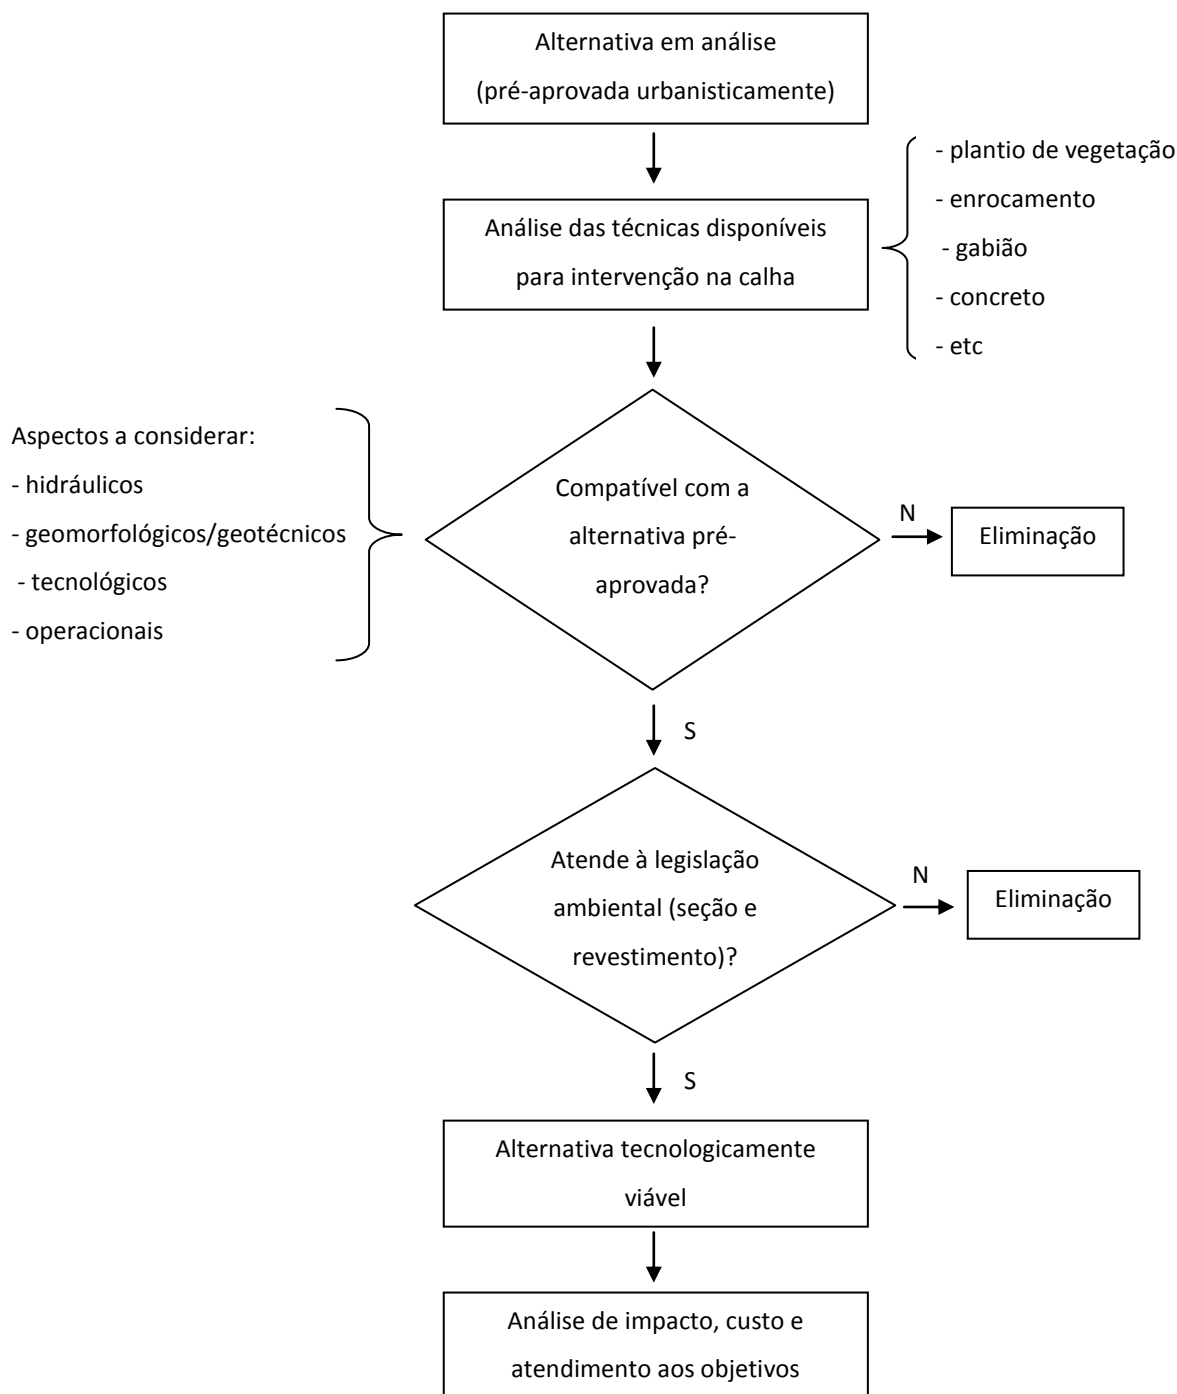 Alternativa em análise
(pré-aprovada urbanisticamente)
Análise das técnicas disponíveis
para intervenção na calha
- plantio de vegetação
- enrocamento
- gabião
- concreto
- etc
Aspectos a considerar:
- hidráulicos
- geomorfológicos/geotécnicos
- tecnológicos
- operacionais
Compatível com a
alternativa pré-
aprovada?
N
Eliminação
S
Atende à legislação
ambiental (seção e
revestimento)?
N
Eliminação
S
Alternativa tecnologicamente
viável
Análise de impacto, custo e
atendimento aos objetivos